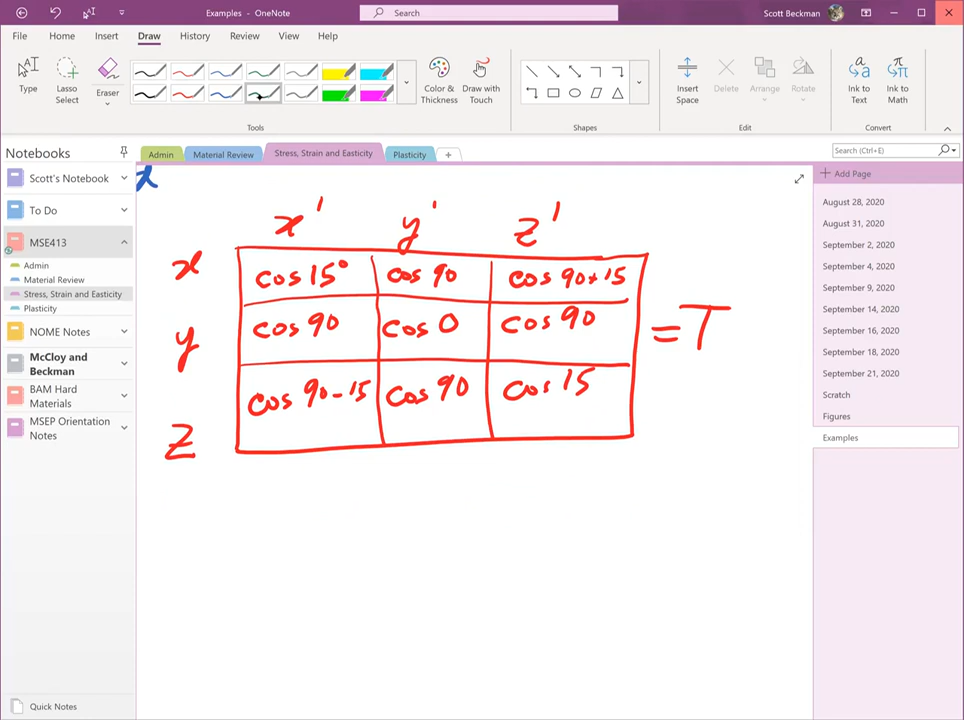 Examples - OneNote
Search
Scott Beckman
File Home Insert Draw History Review View Help
Type
Lasso Select
Eraser
Color & Thickness
Draw with Touch
Insert Space
Delete
Arrange
Rotate
Ink to Text
Ink to Math
Tools
Shapes
Edit
Convert
Notebooks
Admin
Material Review
Stress, Strain and Easticity
Plasticity
Search (Ctrl+E)
Scott's Notebook
To Do
MSE413
Admin
Material Review
Stress, Strain and Easticity
Plasticity
NOME Notes
McCloy and
Beckman
BAM Hard
Materials
MSEP Orientation
Notes
Quick Notes
x' y' z'
x cos 15° cos 90 cos 90+15
y cos 90 cos 0 cos 90 = T
z cos 90-15 cos 90 cos 15
Add Page
August 28, 2020
August 31, 2020
September 2, 2020
September 4, 2020
September 9, 2020
September 14, 2020
September 16, 2020
September 18, 2020
September 21, 2020
Scratch
Figures
Examples